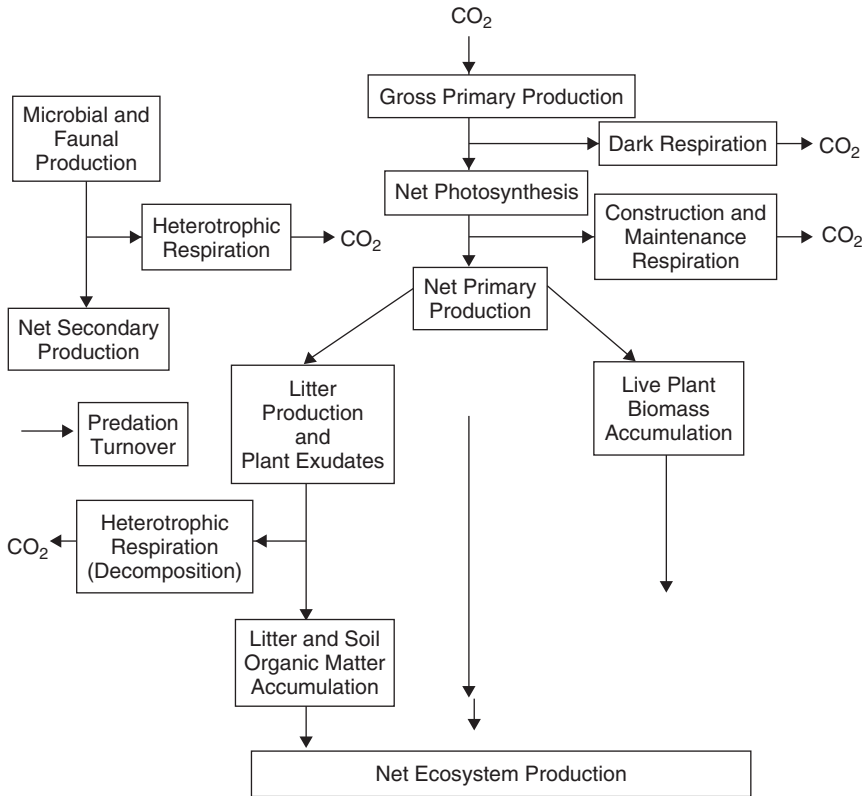 CO₂
Gross Primary Production
Microbial and
Faunal
Production
Dark Respiration
CO₂
Net Photosynthesis
Heterotrophic
Respiration
CO₂
Construction and
Maintenance
Respiration
CO₂
Net Primary
Production
Net Secondary
Production
Litter
Production
and
Plant Exudates
Live Plant
Biomass
Accumulation
Predation
Turnover
CO₂
Heterotrophic
Respiration
(Decomposition)
Litter and Soil
Organic Matter
Accumulation
Net Ecosystem Production